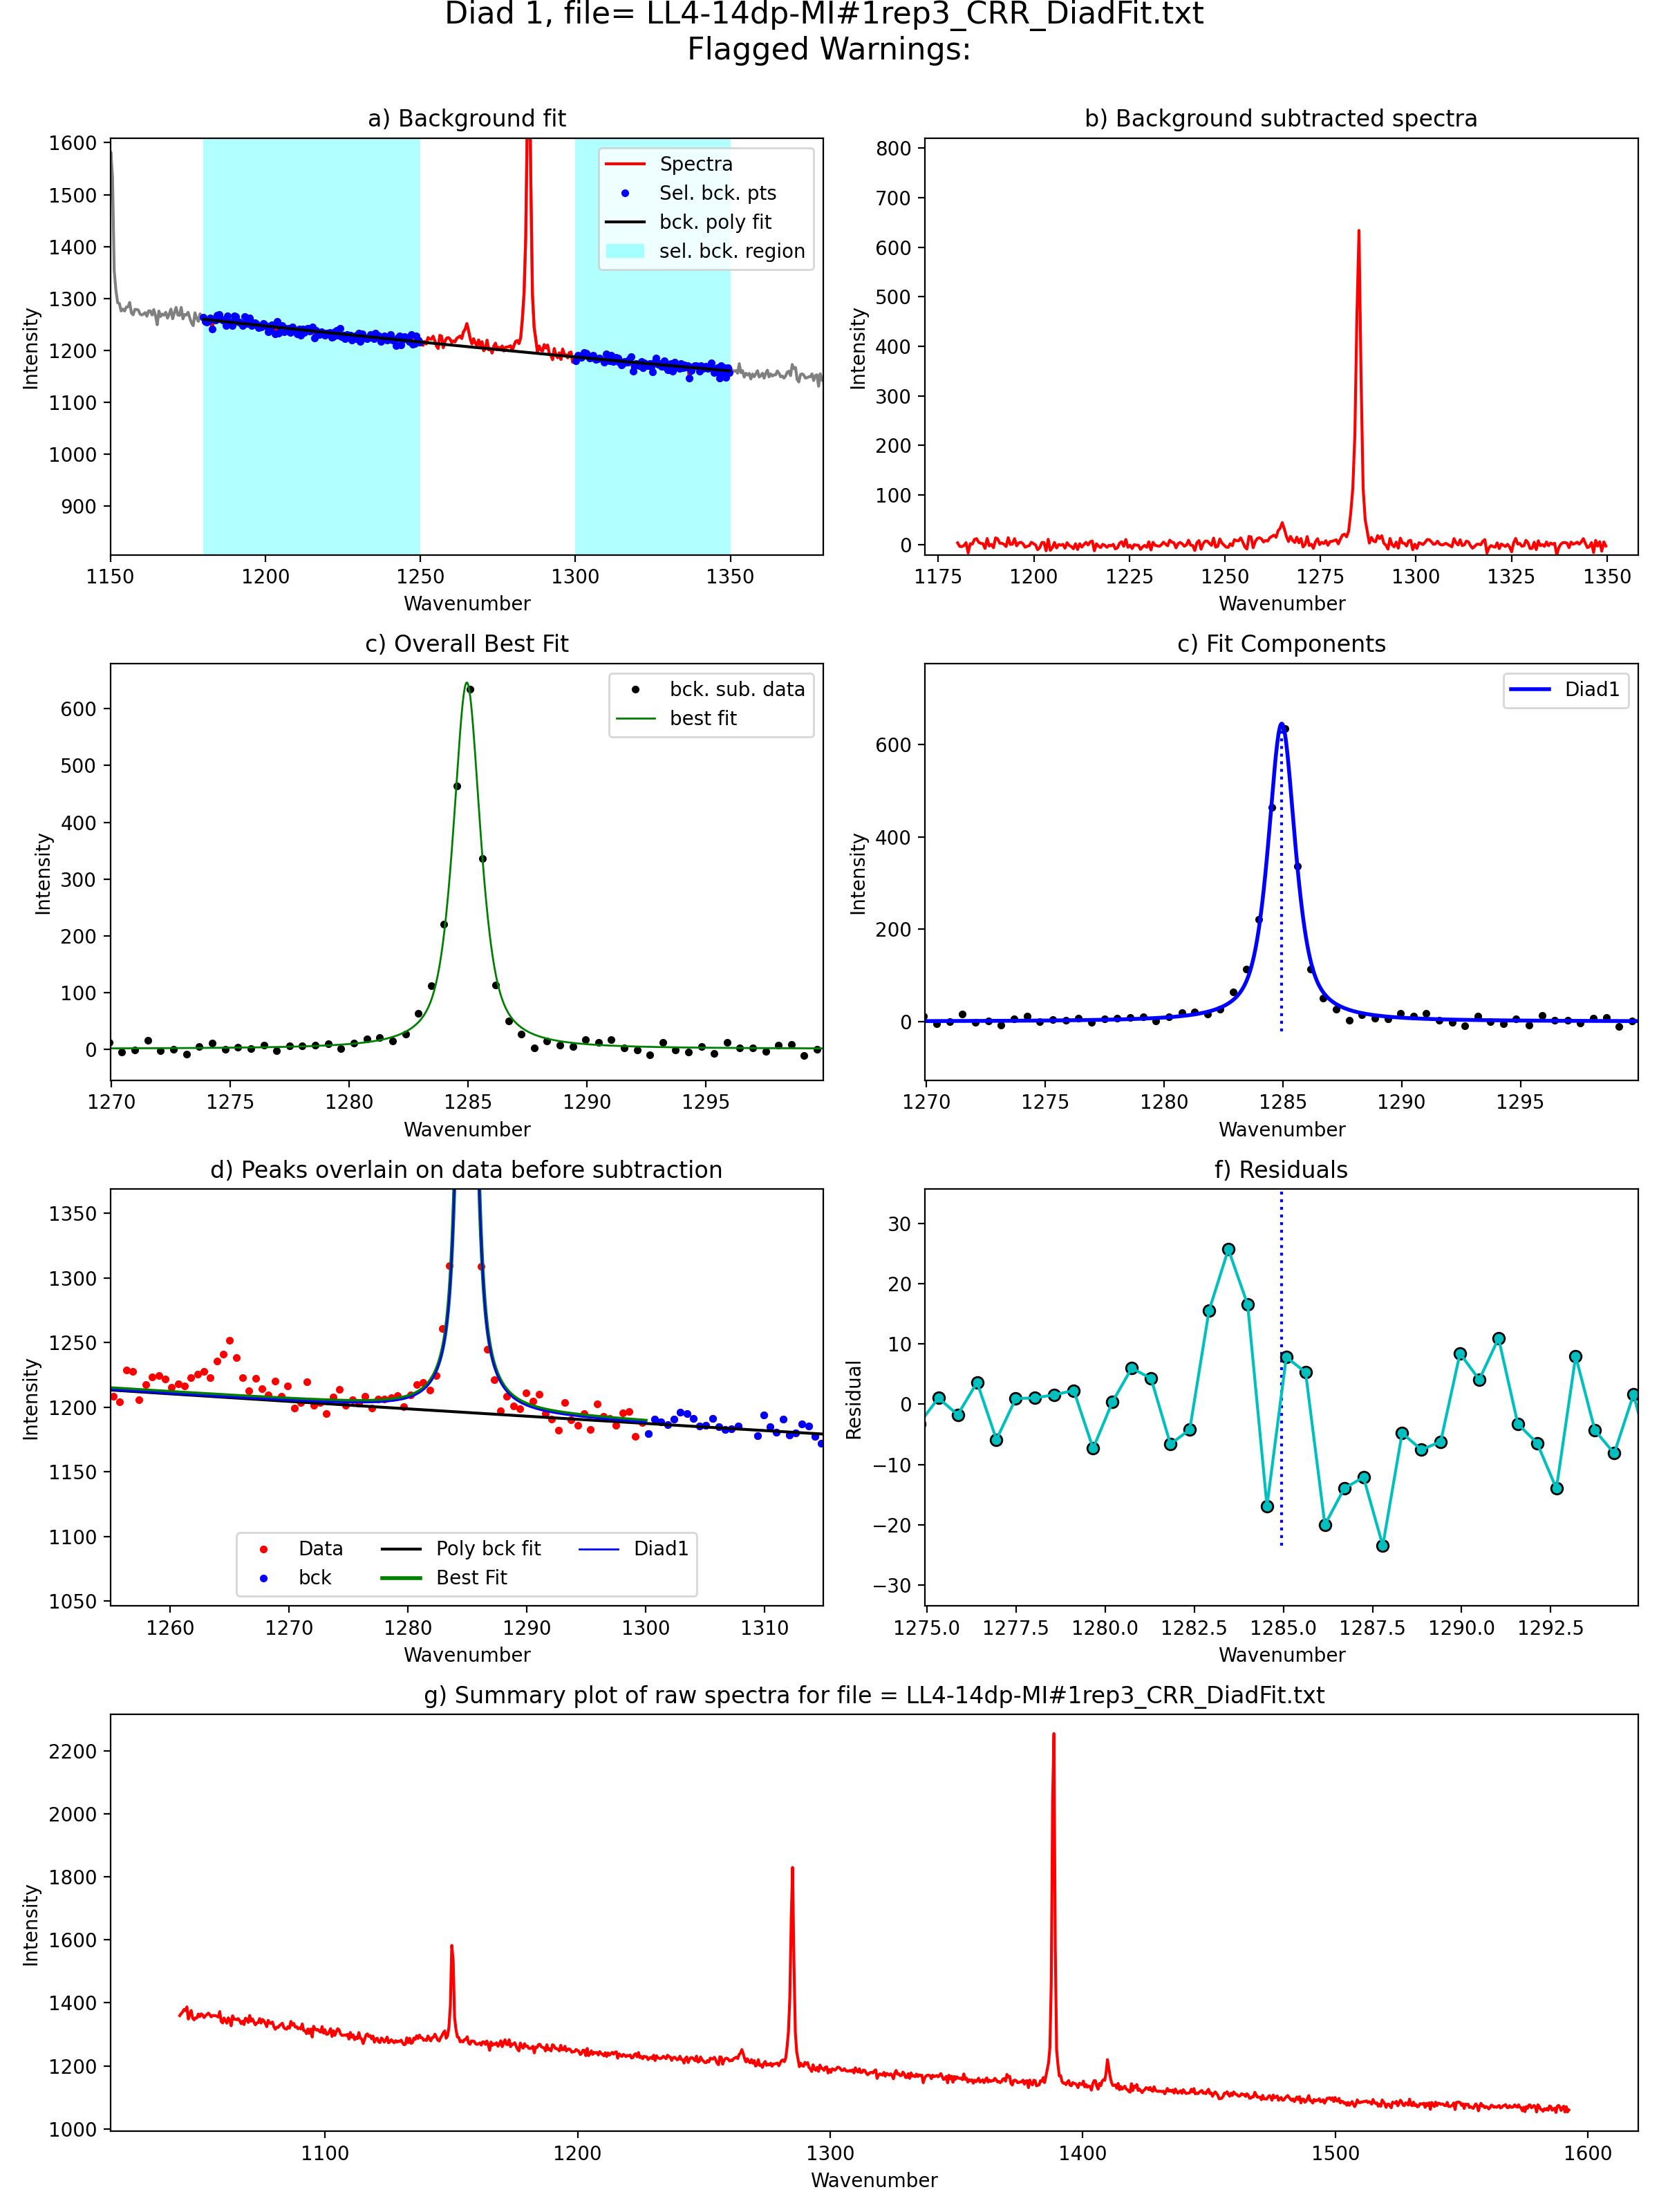 Diad 1, file= LL4-14dp-MI#1rep3_CRR_DiadFit.txt
Flagged Warnings:
a) Background fit
1600
1500
1400
1300
1200
1100
1000
900
Intensity
1150 1200 1250 1300 1350
Wavenumber
Spectra
Sel. bck. pts
bck. poly fit
sel. bck. region
b) Background subtracted spectra
800
700
600
500
400
300
200
100
0
Intensity
1175 1200 1225 1250 1275 1300 1325 1350
Wavenumber
c) Overall Best Fit
600
500
400
300
200
100
0
Intensity
1270 1275 1280 1285 1290 1295
Wavenumber
bck. sub. data
best fit
c) Fit Components
600
400
200
0
Intensity
1270 1275 1280 1285 1290 1295
Wavenumber
Diad1
d) Peaks overlain on data before subtraction
1350
1300
1250
1200
1150
1100
1050
Intensity
1260 1270 1280 1290 1300 1310
Wavenumber
Data
bck
Poly bck fit
Best Fit
Diad1
f) Residuals
30
20
10
0
−10
−20
−30
Residual
1275.0 1277.5 1280.0 1282.5 1285.0 1287.5 1290.0 1292.5
Wavenumber
g) Summary plot of raw spectra for file = LL4-14dp-MI#1rep3_CRR_DiadFit.txt
2200
2000
1800
1600
1400
1200
1000
Intensity
1100 1200 1300 1400 1500 1600
Wavenumber